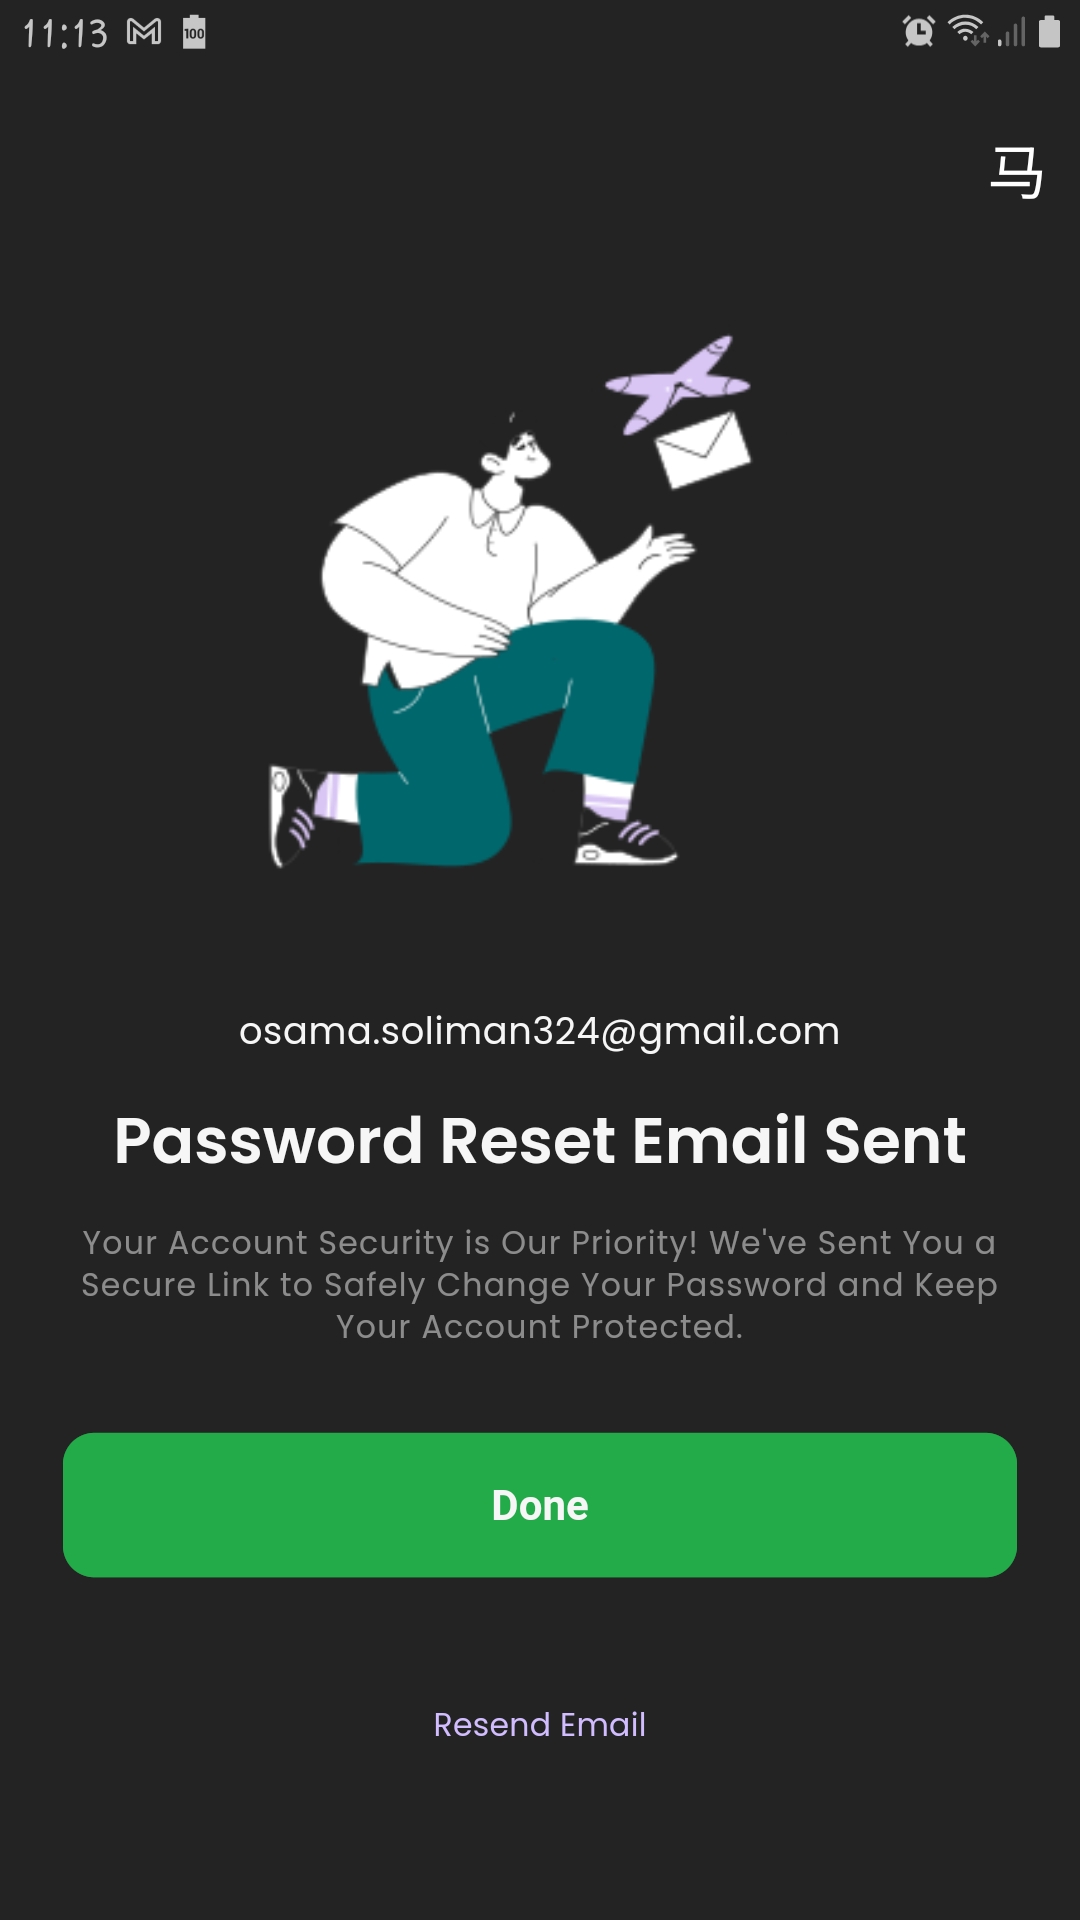 11:13
100
马
osama.soliman324@gmail.com
Password Reset Email Sent
Your Account Security is Our Priority! We've Sent You a
Secure Link to Safely Change Your Password and Keep
Your Account Protected.
Done
Resend Email